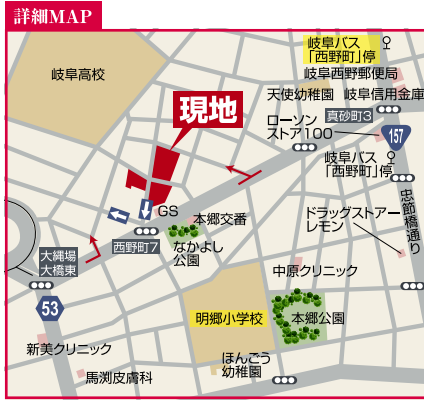 詳細MAP
岐阜バス
「西野町」停
岐阜西野郵便局
岐阜高校
天使幼稚園
岐阜信用金庫
現地
真砂町3
ローソン
ストア100
157
岐阜バス
「西野町」停
忠節橋通り
GS
本郷交番
ドラッグストアー
レモン
西野町7
なかよし
公園
大縄場
大橋東
中原クリニック
53
明郷小学校
本郷公園
新美クリニック
ほんごう
幼稚園
馬渕皮膚科